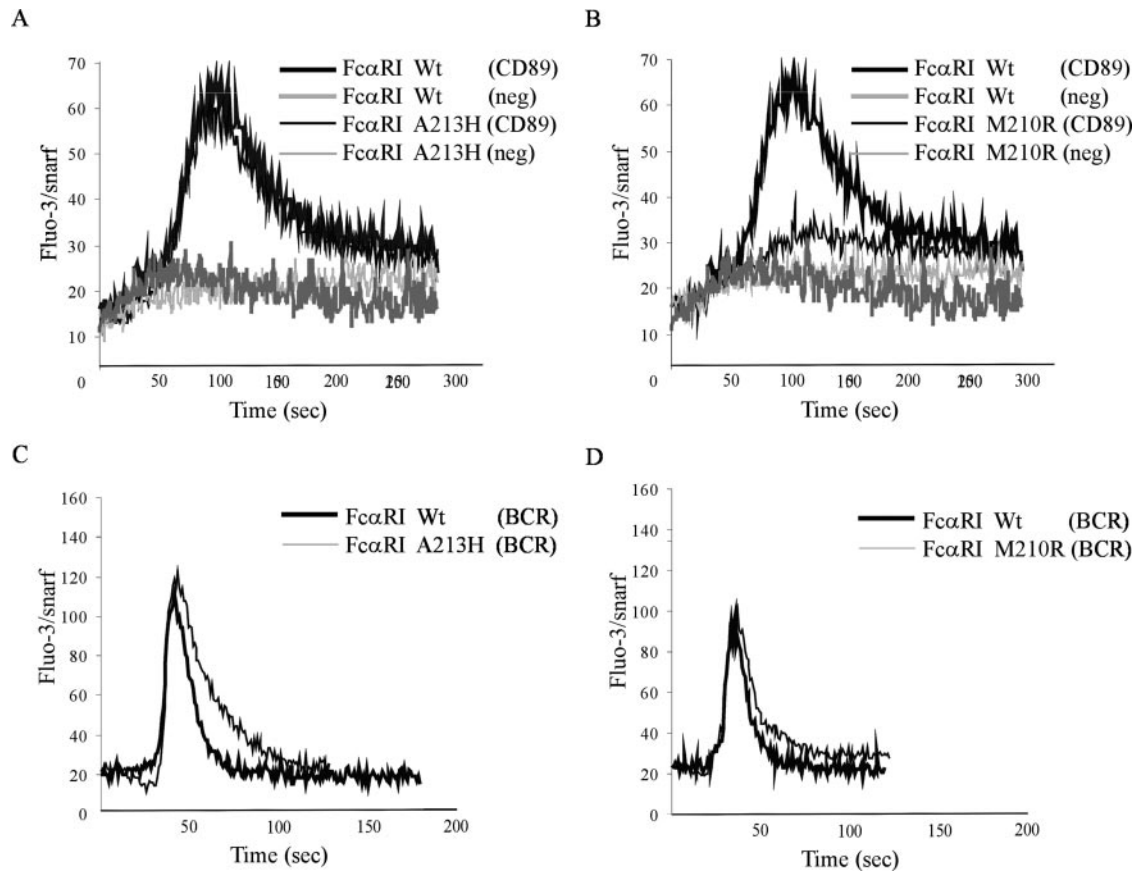 A
FcαRI Wt (CD89)
FcαRI Wt (neg)
FcαRI A213H (CD89)
FcαRI A213H (neg)
Fluo-3/snarf
70
60
50
40
30
20
10
0
50
100
200
300
Time (sec)
B
FcαRI Wt (CD89)
FcαRI Wt (neg)
FcαRI M210R (CD89)
FcαRI M210R (neg)
Fluo-3/snarf
70
60
50
40
30
20
10
0
50
100
200
300
Time (sec)
C
FcαRI Wt (BCR)
FcαRI A213H (BCR)
Fluo-3/snarf
160
140
120
100
80
60
40
20
0
50
100
150
200
Time (sec)
D
FcαRI Wt (BCR)
FcαRI M210R (BCR)
Fluo-3/snarf
160
140
120
100
80
60
40
20
0
50
100
150
200
Time (sec)